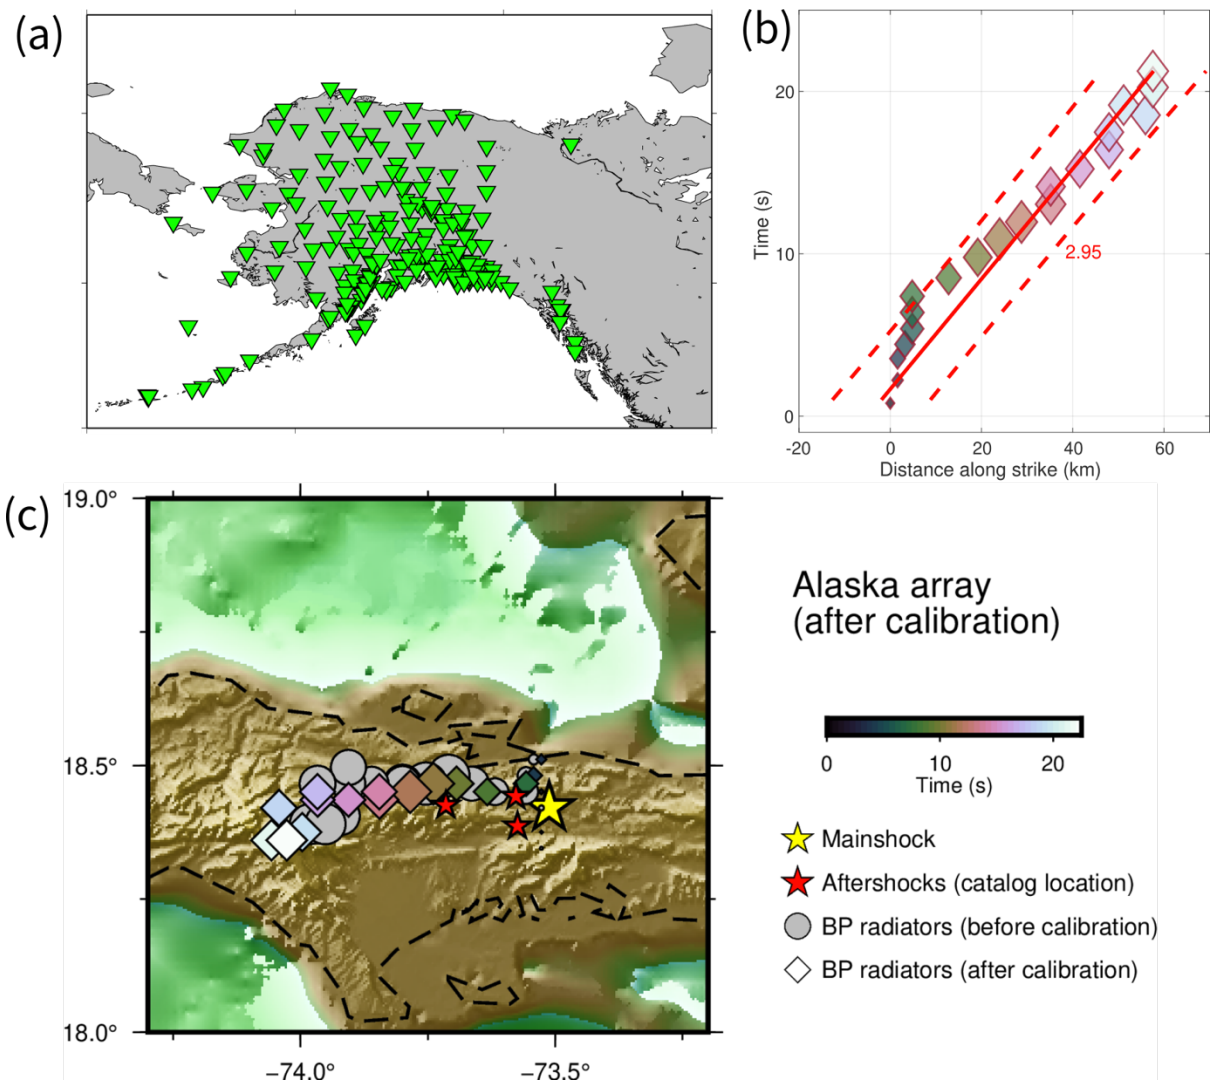 (a)
(b)
20
10
0
Time (s)
2.95
-20
0
20
40
60
Distance along strike (km)
(c)
19.0°
18.5°
18.0°
−74.0°
−73.5°
Alaska array
(after calibration)
0
10
20
Time (s)
Mainshock
Aftershocks (catalog location)
BP radiators (before calibration)
BP radiators (after calibration)